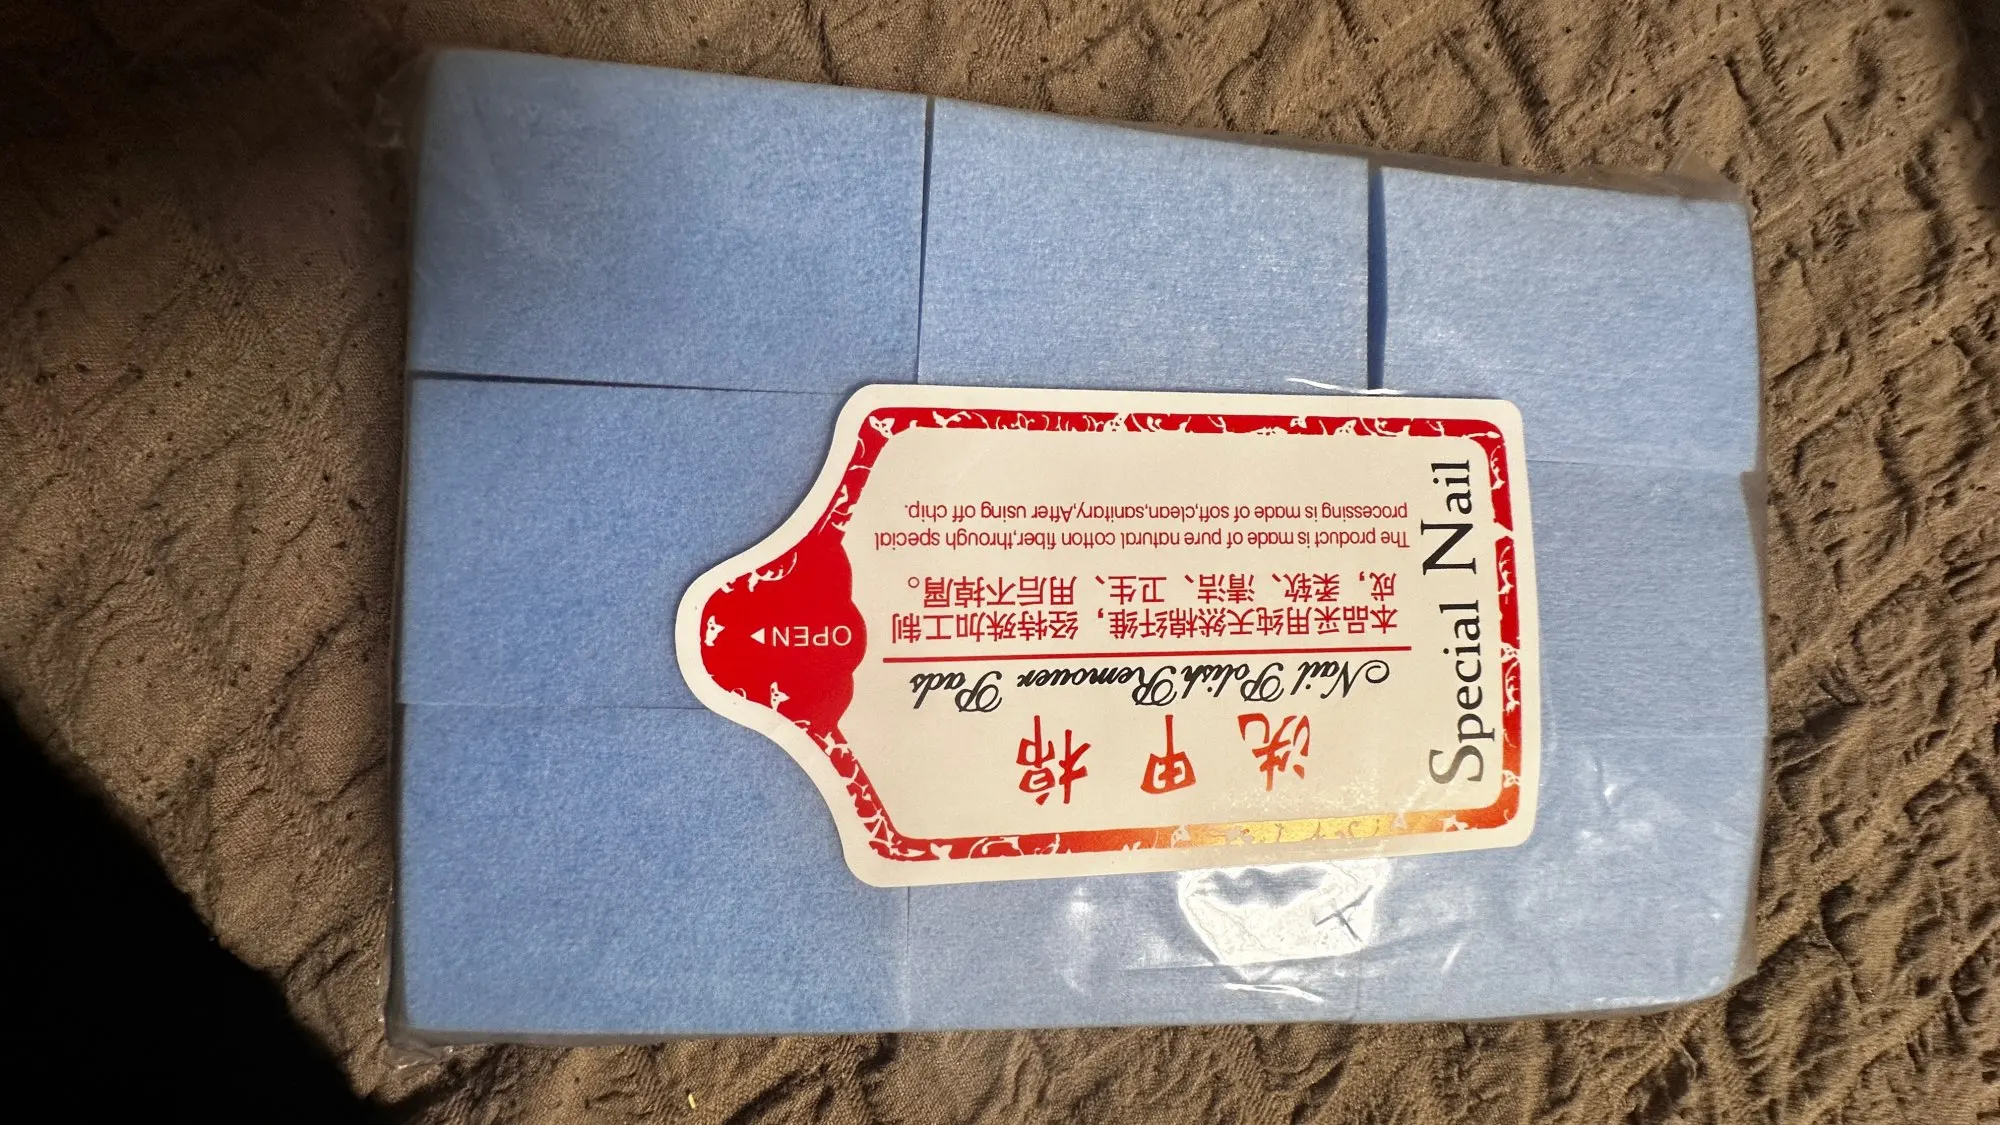 Special Nail
洗甲棉
Nail Polish Remouer Pads
本品采用纯天然棉纤维，经特殊加工制
成，柔软、清洁、卫生、用后不掉屑。
The product is made of pure natural cotton fiber,through special
processing is made of soft,clean,sanitary,After using off chip.
OPEN